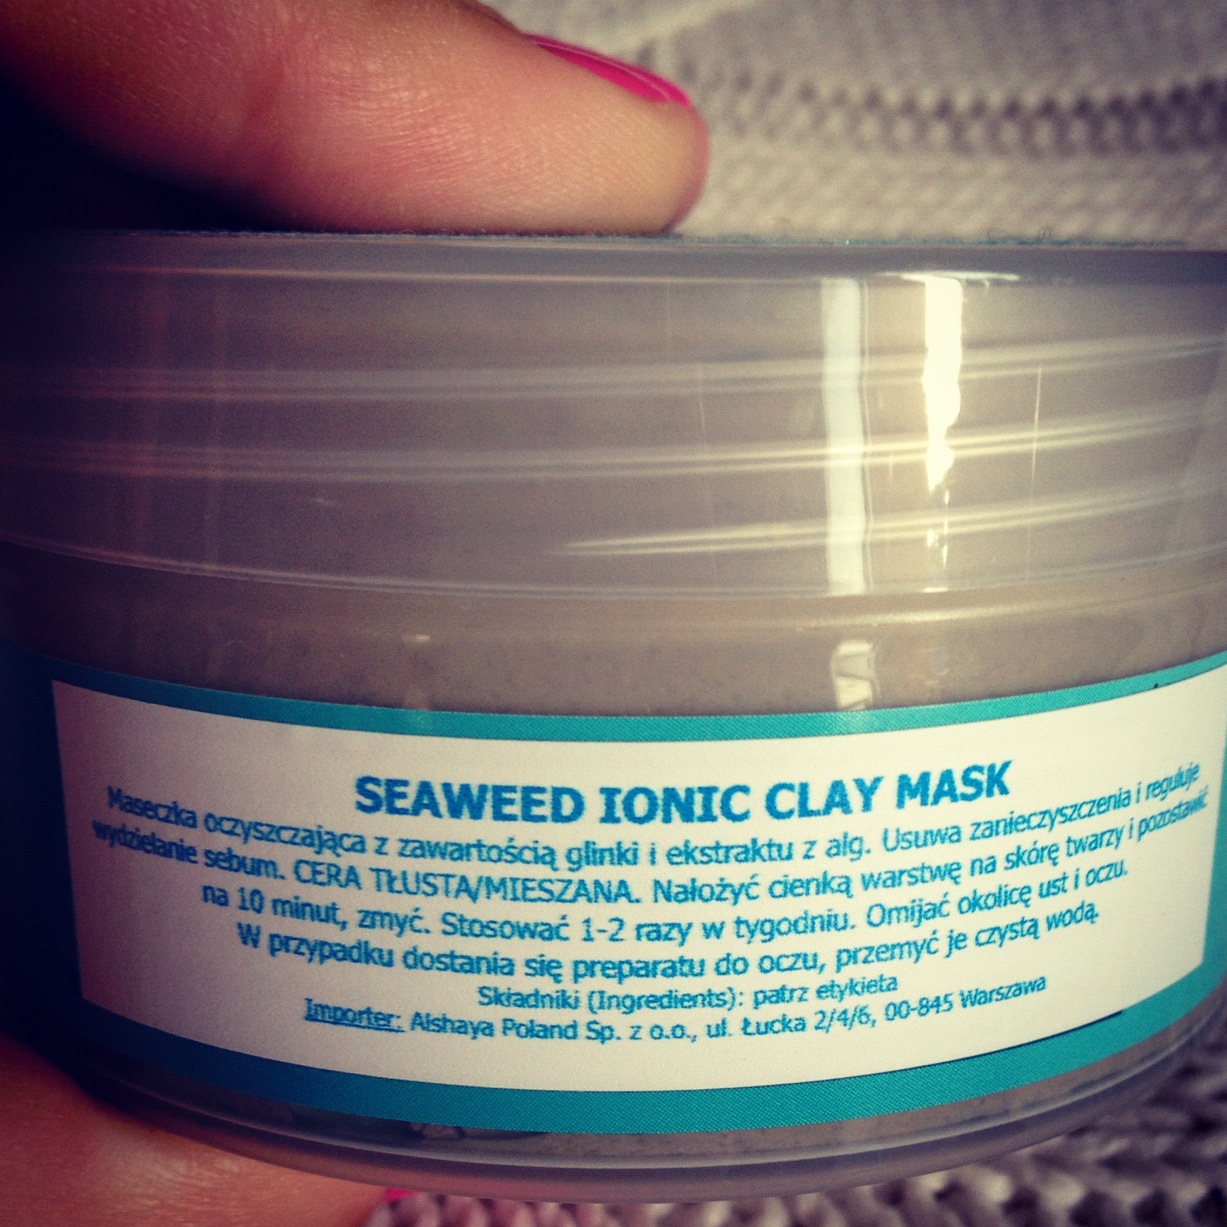 SEAWEED IONIC CLAY MASK
Maseczka oczyszczająca z zawartością glinki i ekstraktu z alg. Usuwa zanieczyszczenia i reguluje
wydzielanie sebum. CERA TŁUSTA/MIESZANA. Nałożyć cienką warstwę na skórę twarzy i pozostawić
na 10 minut, zmyć. Stosować 1-2 razy w tygodniu. Omijać okolicę ust i oczu.
W przypadku dostania się preparatu do oczu, przemyć je czystą wodą.
Składniki (Ingredients): patrz etykieta
Importer: Alshaya Poland Sp. z o.o., ul. Łucka 2/4/6, 00-845 Warszawa